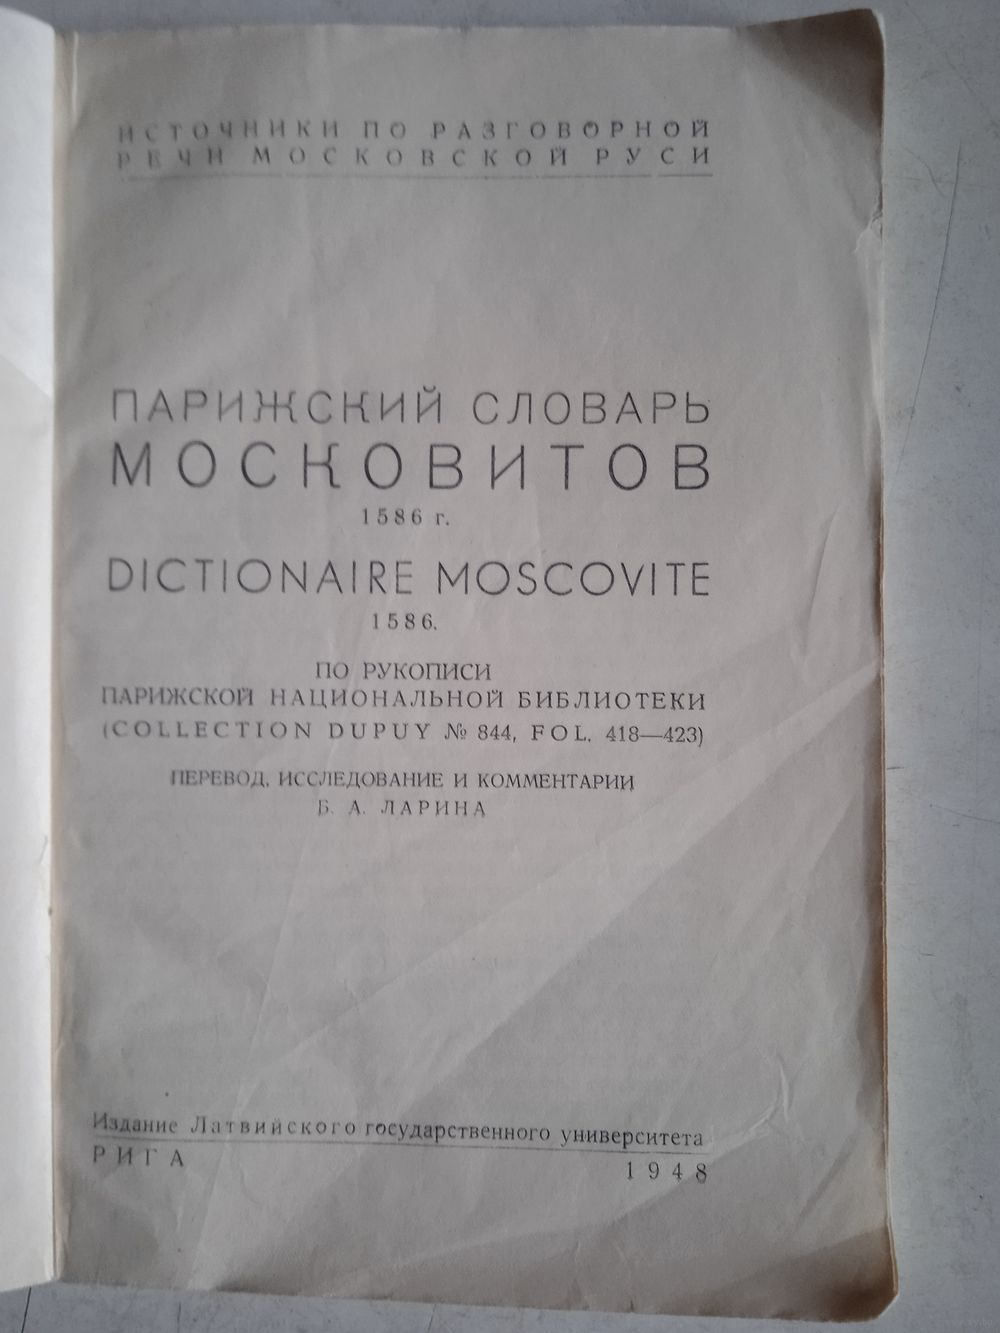 ИСТОЧНИКИ ПО РАЗГОВОРНОЙ
РЕЧИ МОСКОВСКОЙ РУСИ
ПАРИЖСКИЙ СЛОВАРЬ
МОСКОВИТОВ
1586 г.
DICTIONAIRE MOSCOVITE
1586.
ПО РУКОПИСИ
ПАРИЖСКОЙ НАЦИОНАЛЬНОЙ БИБЛИОТЕКИ
(COLLECTION DUPUY № 844, FOL. 418—423)
ПЕРЕВОД, ИССЛЕДОВАНИЕ И КОММЕНТАРИИ
Б. А. ЛАРИНА
Издание Латвийского государственного университета
РИГА 1948